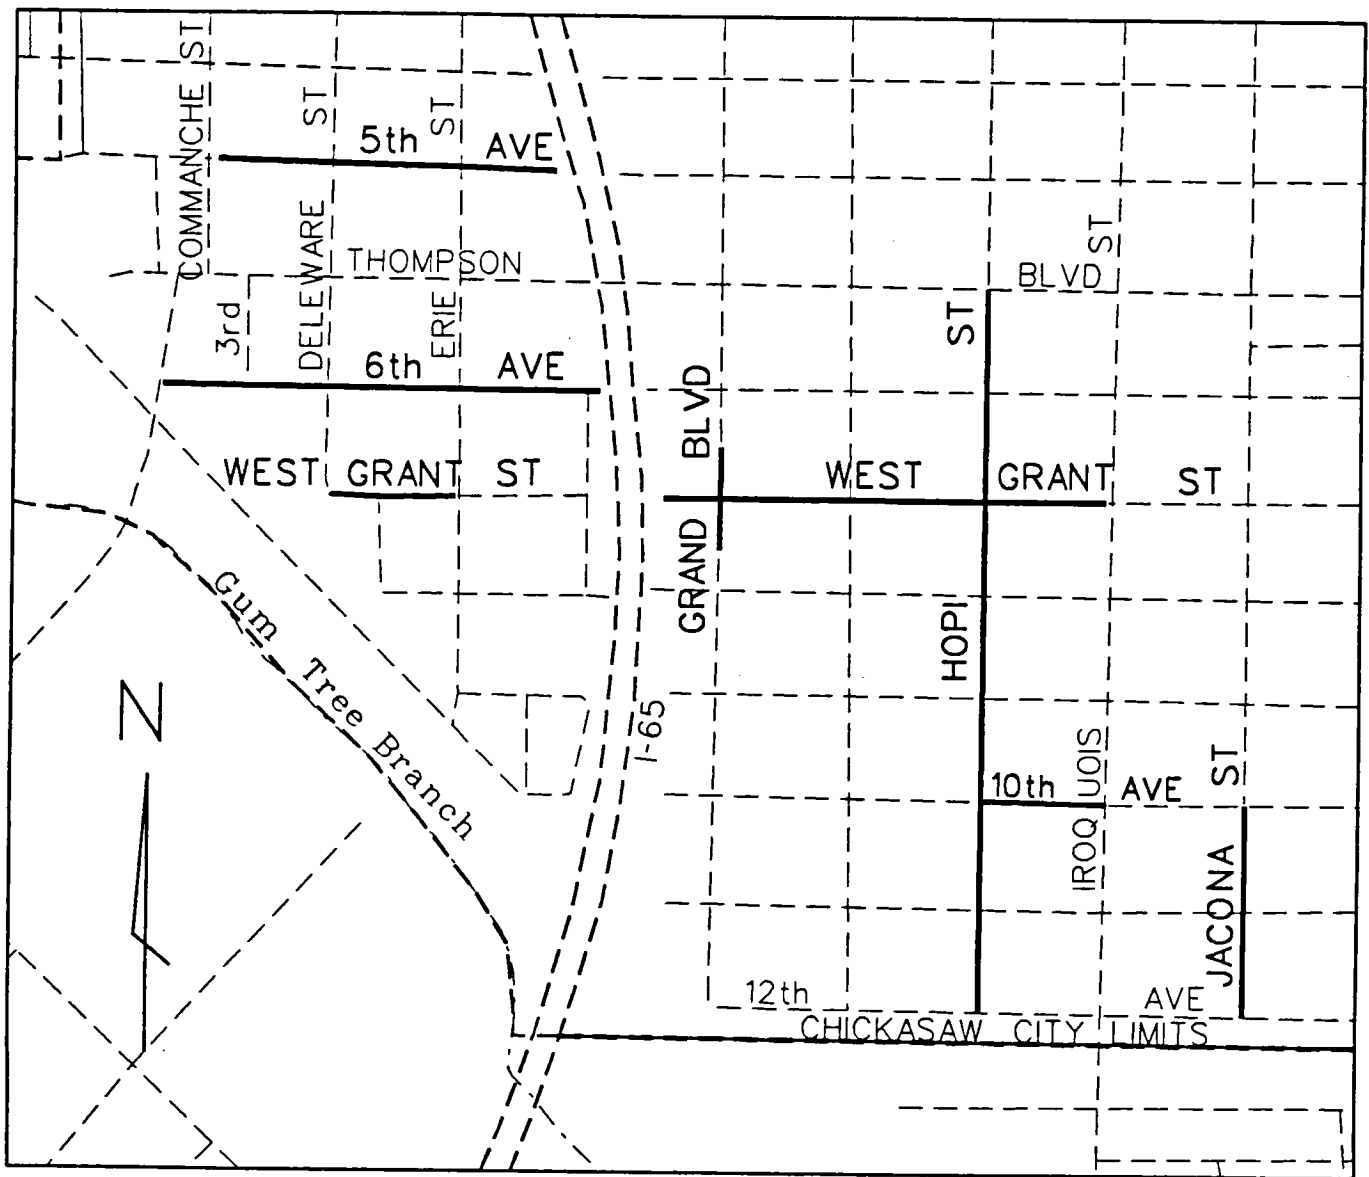 COMMANCHE ST
DELEWARE ST
ERIE ST
5th AVE
THOMPSON BLVD
3rd
6th AVE
WEST GRANT ST
GRAND BLVD
WEST GRANT ST
HOPI ST
IROQUOIS ST
10th AVE
JACONA ST
I-65
Gum Tree Branch
N
12th AVE
CHICKASAW CITY LIMITS